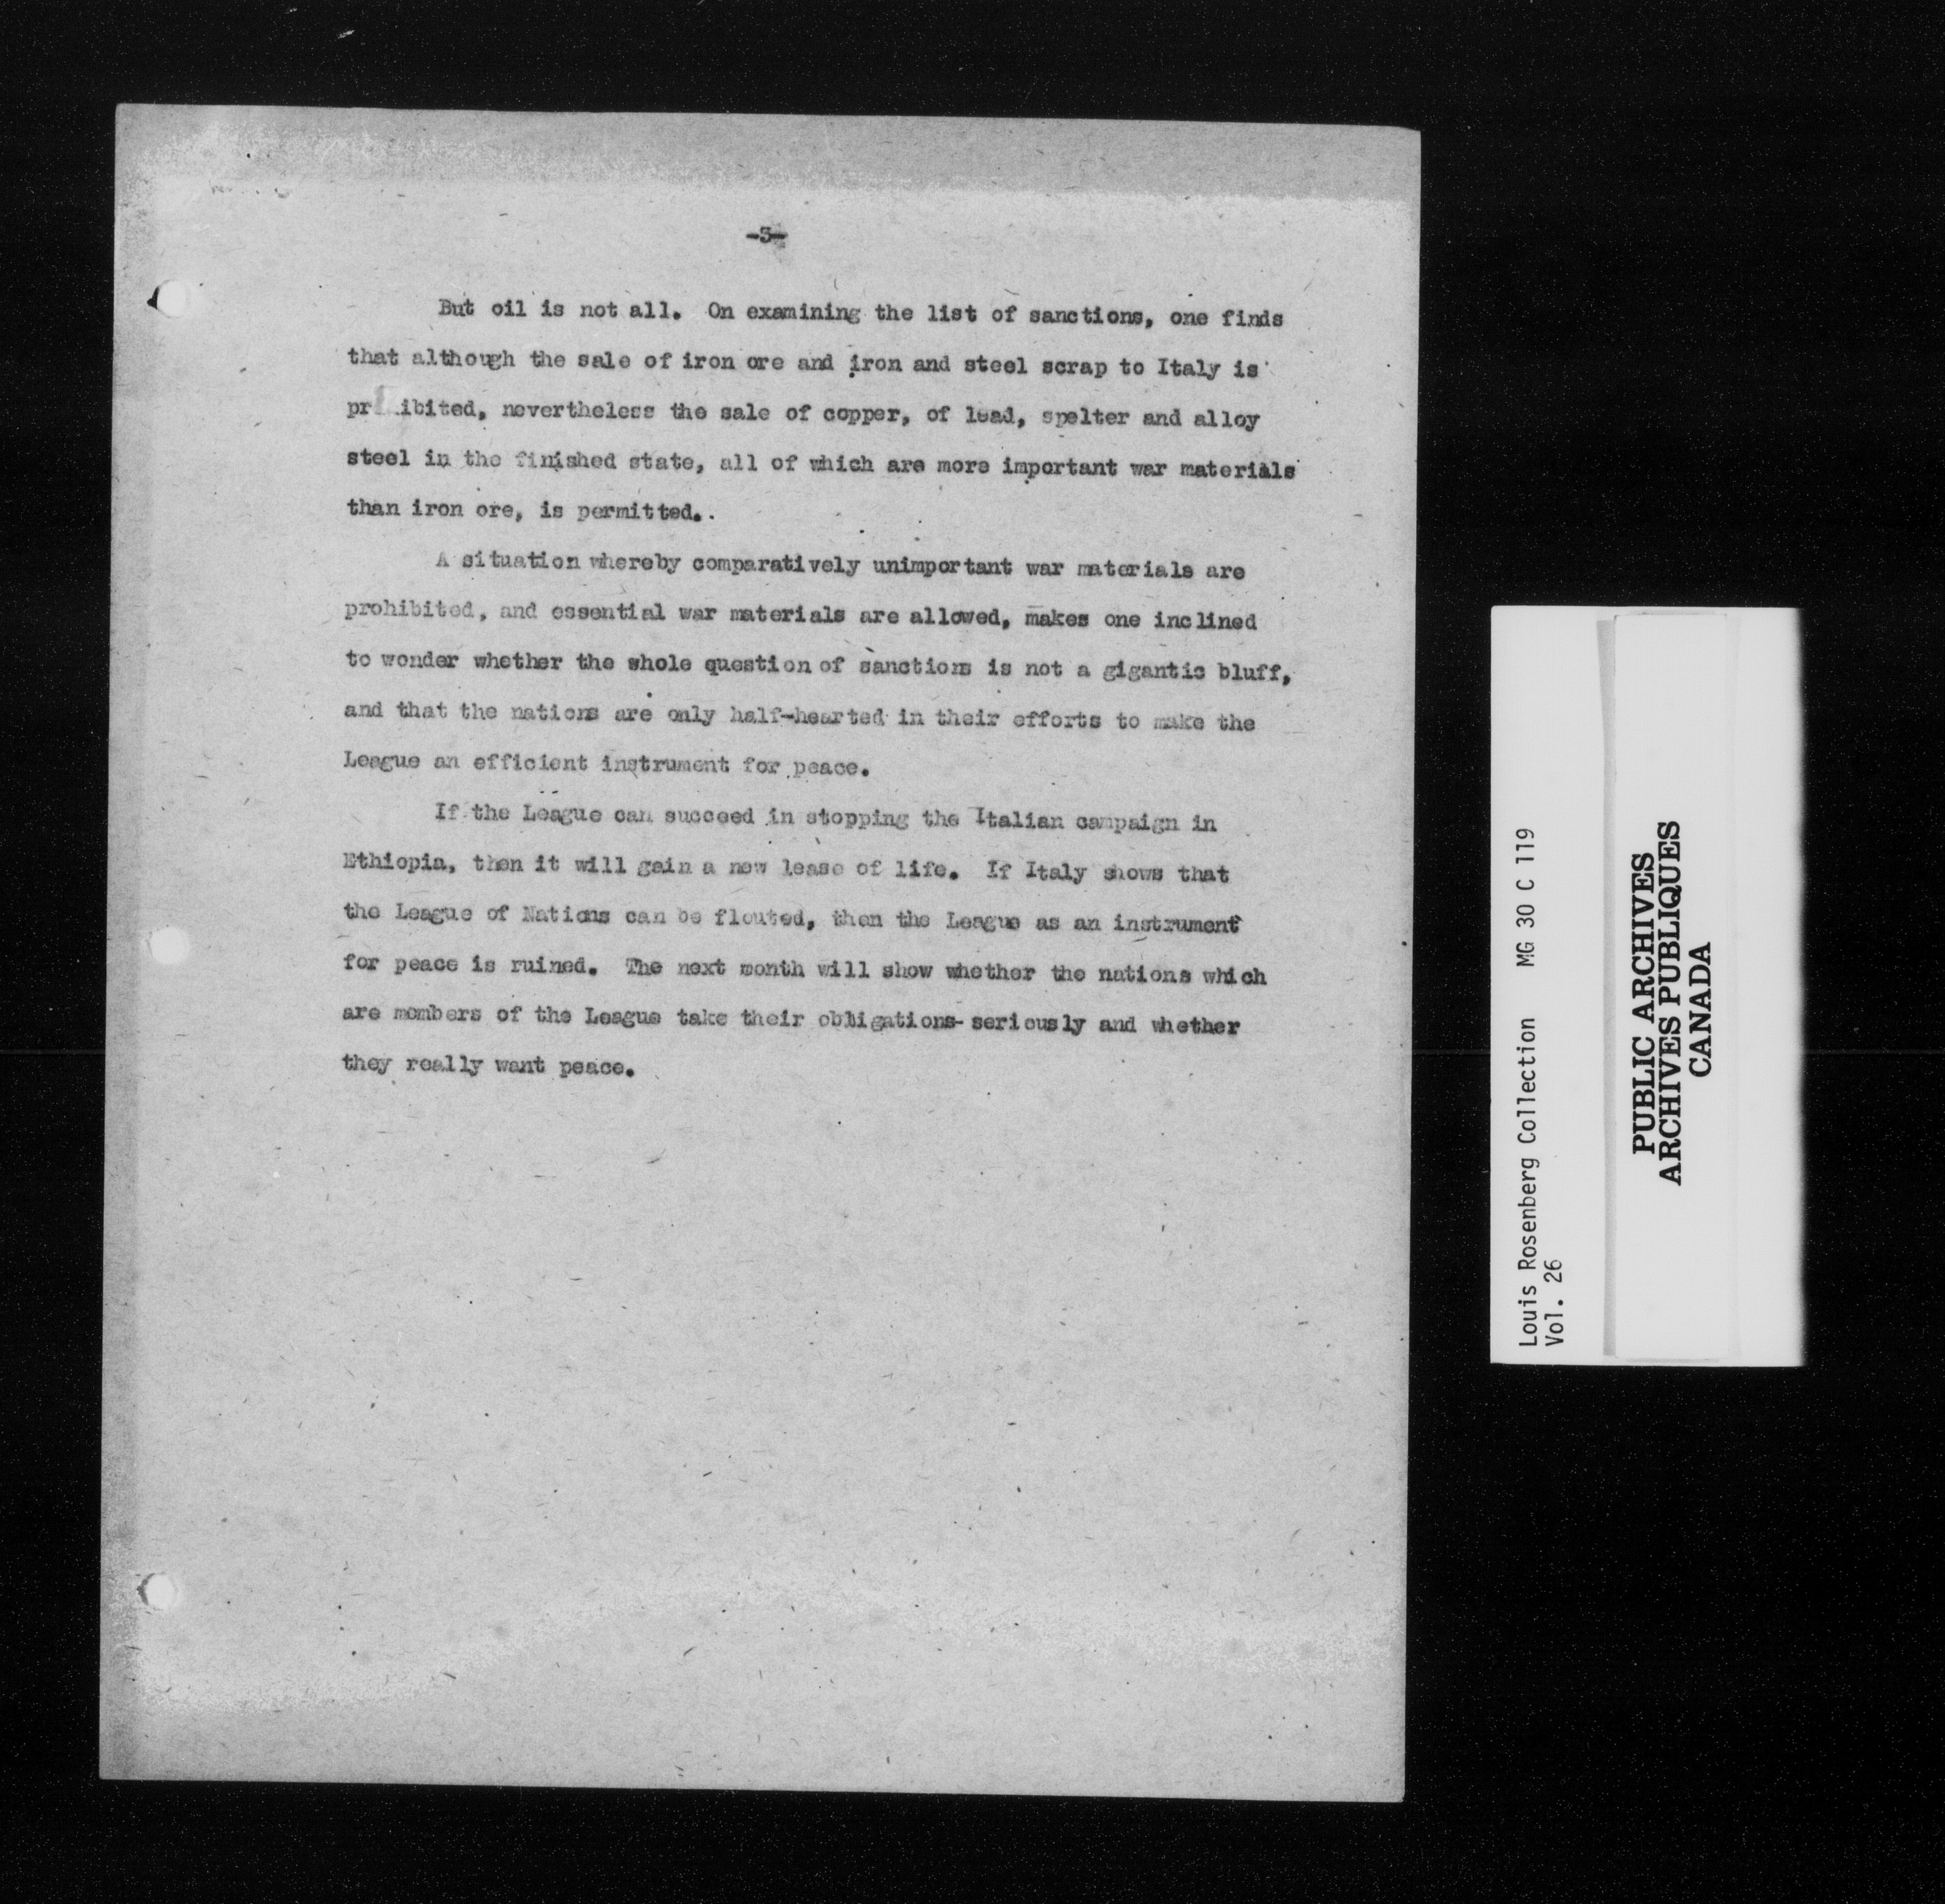 -3-
But oil is not all. On examining the list of sanctions, one finds
that although the sale of iron ore and iron and steel scrap to Italy is
pr ibited, nevertheless the sale of copper, of lead, spelter and alloy
steel in the finished state, all of which are more important war materials
than iron ore, is permitted..
A situation whereby comparatively unimportant war materials are
prohibited, and essential war materials are allowed, makes one inclined
to wonder whether the whole question of sanctions is not a gigantic bluff,
and that the nations are only half-hearted in their efforts to make the
League an efficient instrument for peace.
If the League can succeed in stopping the Italian campaign in
Ethiopia, then it will gain a new lease of life. If Italy shows that
the League of Nations can be flouted, then the League as an instrument
for peace is ruined. The next month will show whether the nations which
are members of the League take their obligations- seriously and whether
they really want peace.
Louis Rosenberg Collection MG 30 C 119
Vol. 26
PUBLIC ARCHIVES
ARCHIVES PUBLIQUES
CANADA